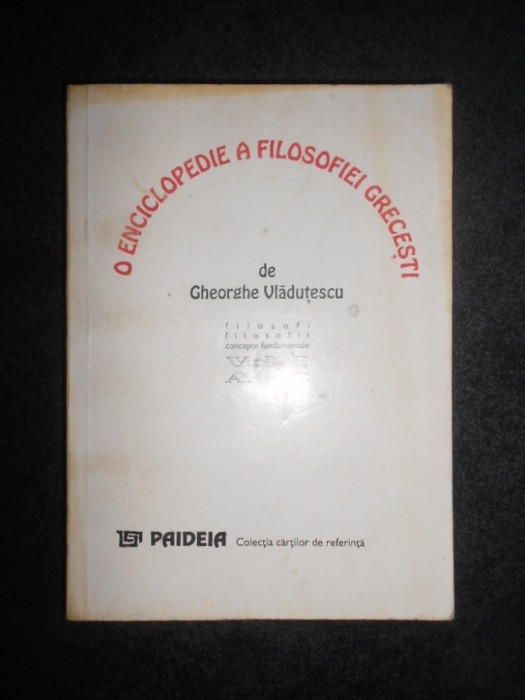 O ENCICLOPEDIE A FILOSOFIEI GRECEȘTI
de
Gheorghe Vlăduțescu
filosofi
filosofii
concepte fundamentale
PAIDEIA Colecția cărților de referință